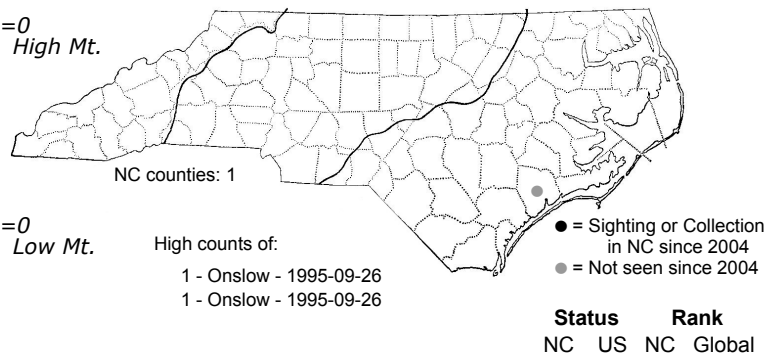 =0
High Mt.
NC counties: 1
=0
Low Mt.
High counts of:
1 - Onslow - 1995-09-26
1 - Onslow - 1995-09-26
● = Sighting or Collection
in NC since 2004
● = Not seen since 2004
Status Rank
NC US NC Global